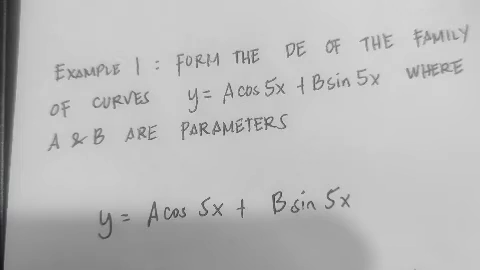 EXAMPLE 1 : FORM THE DE OF THE FAMILY
OF CURVES y = A cos 5x + B sin 5x WHERE
A & B ARE PARAMETERS
y = A cos 5x + B sin 5x